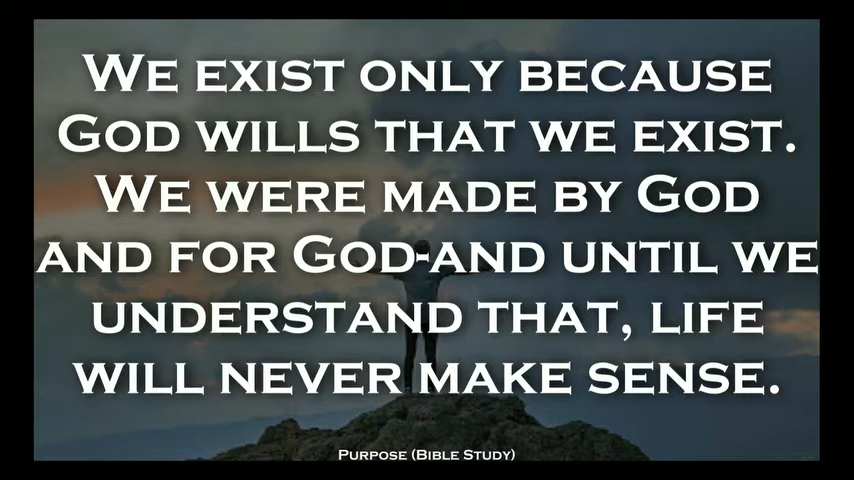 We exist only because
God wills that we exist.
We were made by God
and for God-and until we
understand that, life
will never make sense.
Purpose (Bible Study)